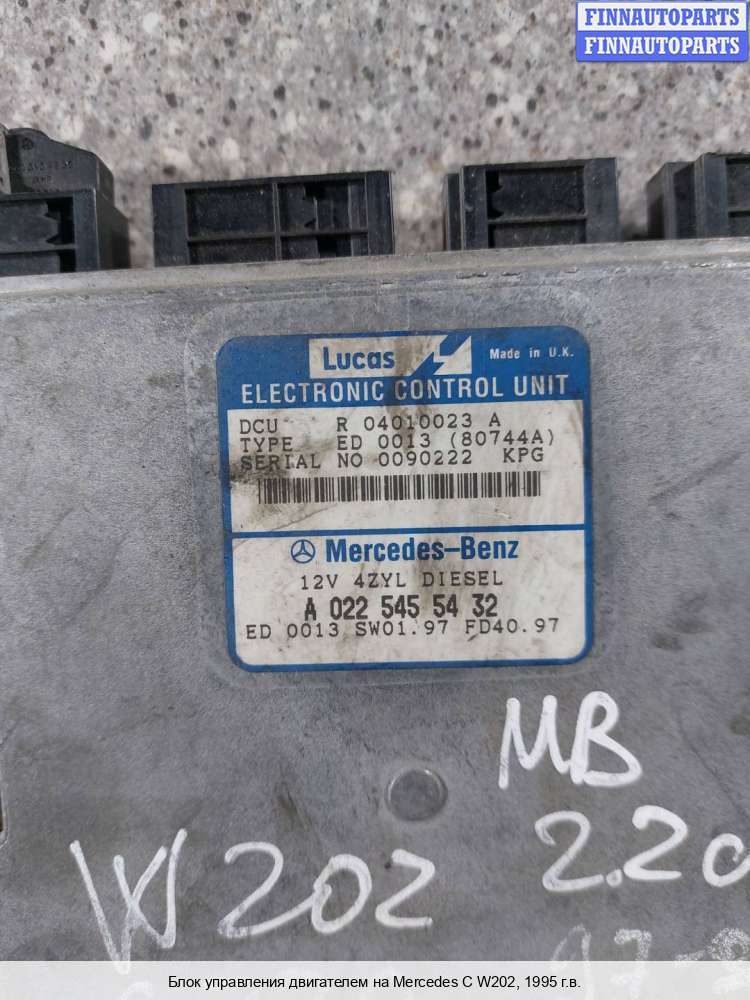 FINNAUTOPARTS
FINNAUTOPARTS
Lucas Made in U.K.
ELECTRONIC CONTROL UNIT
DCU R 04010023 A
TYPE ED 0013 (80744A)
SERIAL NO 0090222 KPG
Mercedes-Benz
12V 4ZYL DIESEL
A 022 545 54 32
ED 0013 SW01.97 FD40.97
MB
W202 2.2
Блок управления двигателем на Mercedes C W202, 1995 г.в.